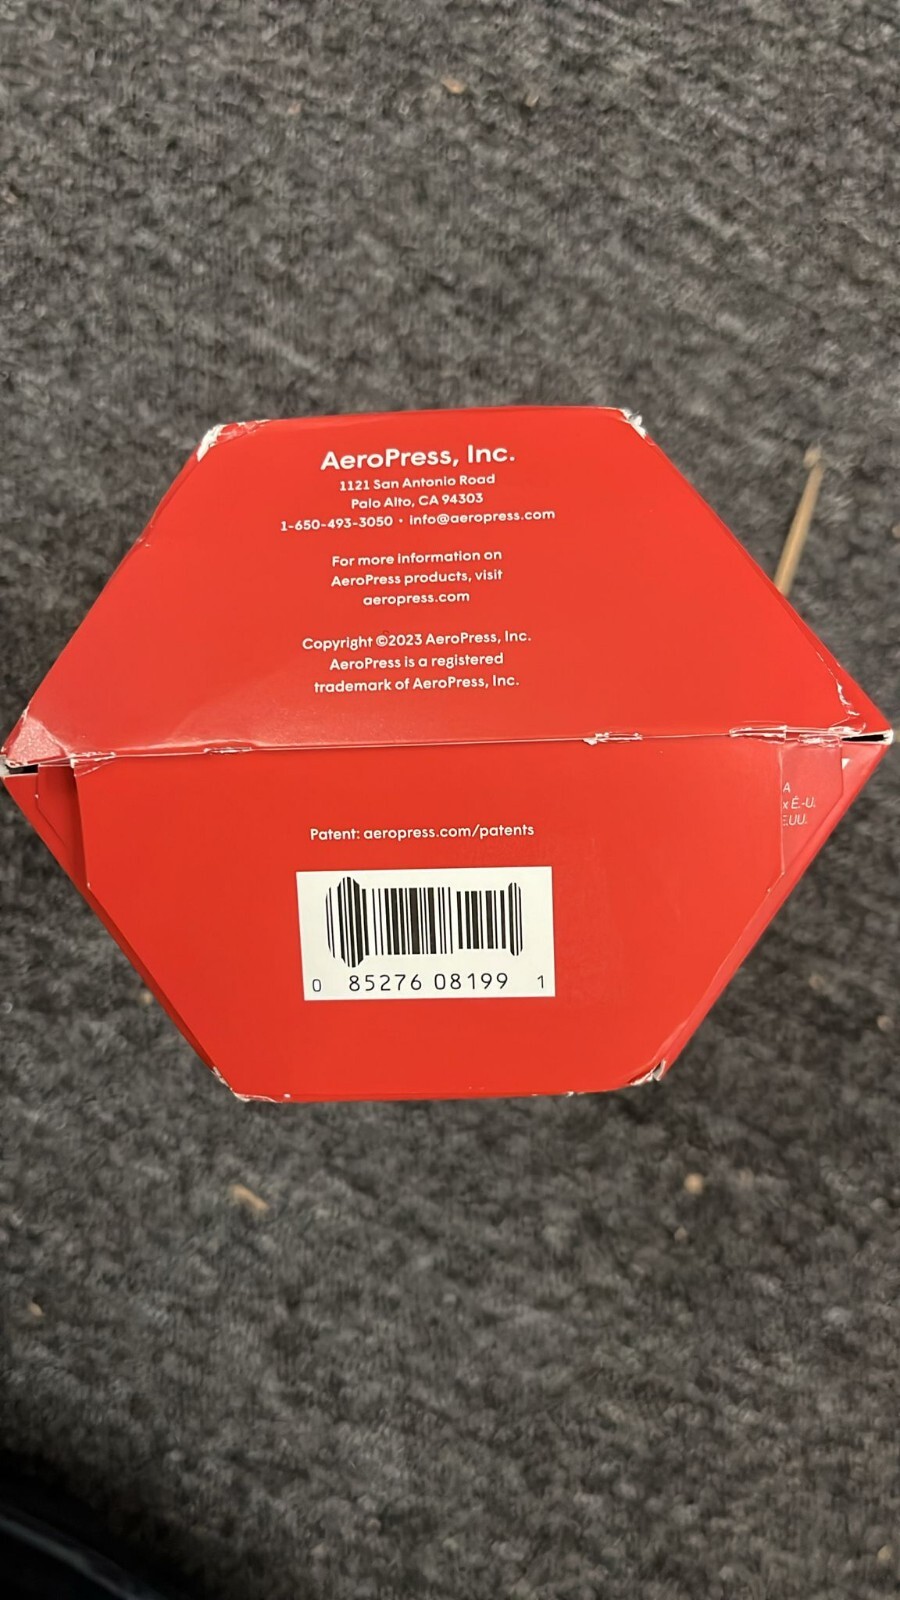 AeroPress, Inc.
1121 San Antonio Road
Palo Alto, CA 94303
1-650-493-3050 • info@aeropress.com
For more information on
AeroPress products, visit
aeropress.com
Copyright ©2023 AeroPress, Inc.
AeroPress is a registered
trademark of AeroPress, Inc.
A
x É.-U.
E.UU.
Patent: aeropress.com/patents
0 85276 08199 1